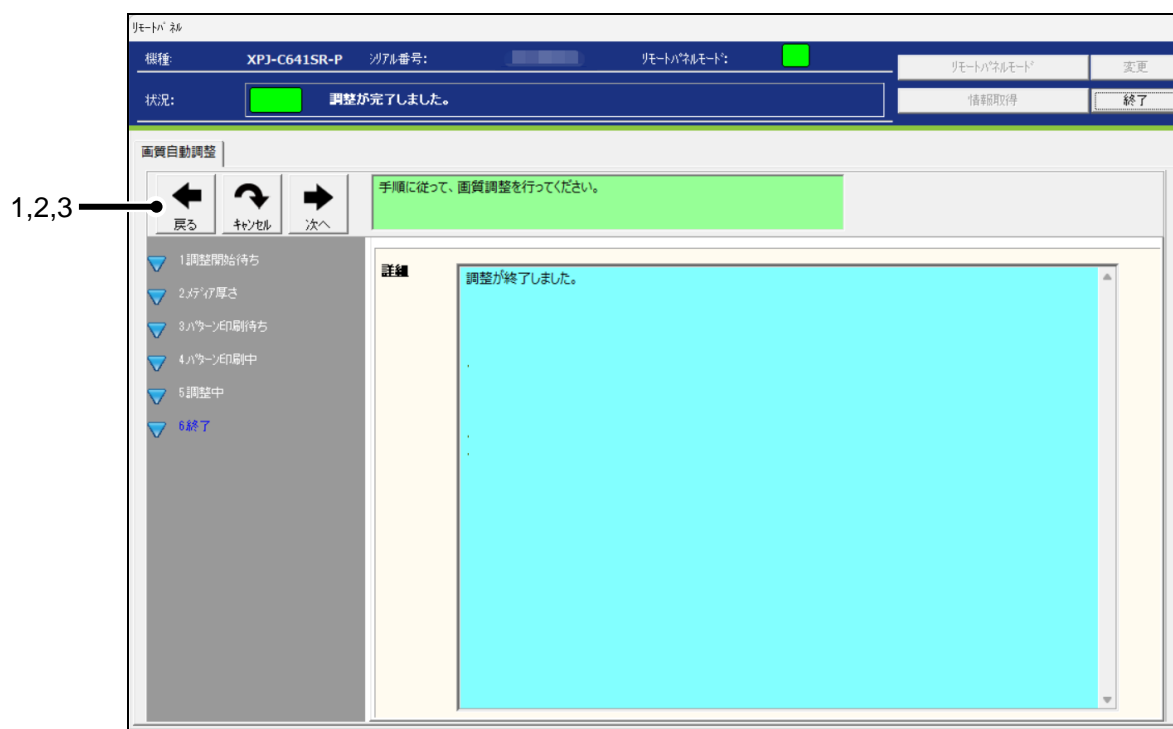 リモートパネル
機種: XPJ-C641SR-P シリアル番号: リモートパネルモード:
リモートパネルモード 変更
状況: 調整が完了しました。
情報取得 終了
画質自動調整
1,2,3
戻る キャンセル 次へ
手順に従って、画質調整を行ってください。
1調整開始待ち
2.メディア厚さ
3.パターン印刷待ち
4.パターン印刷中
5調整中
6終了
詳細
調整が終了しました。
.
.
.